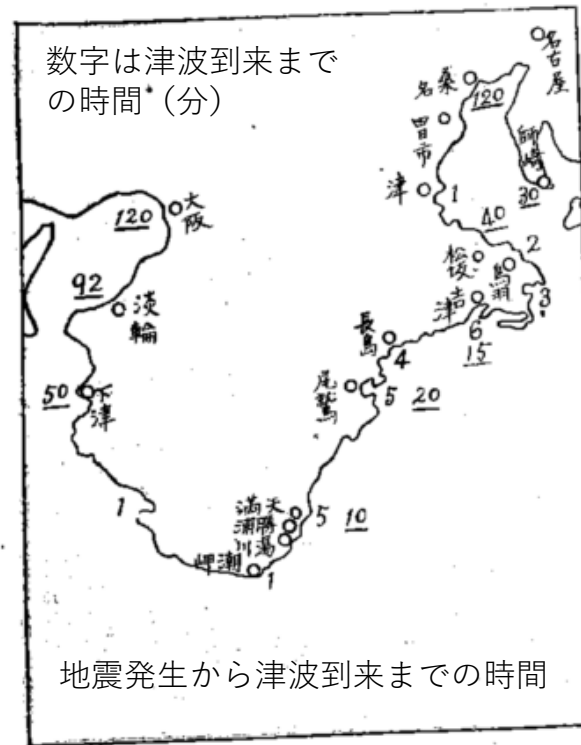 数字は津波到来まで
の時間*（分）
名古屋
桑名
120
四日市
師崎
30
津
1
40
大阪
120
2
松坂
鳥羽
92
淡輪
吉津
3
6
15
長島
4
尾鷲
5 20
50
下津
1
天満
勝浦
湯川
5 10
潮岬
1
地震発生から津波到来までの時間